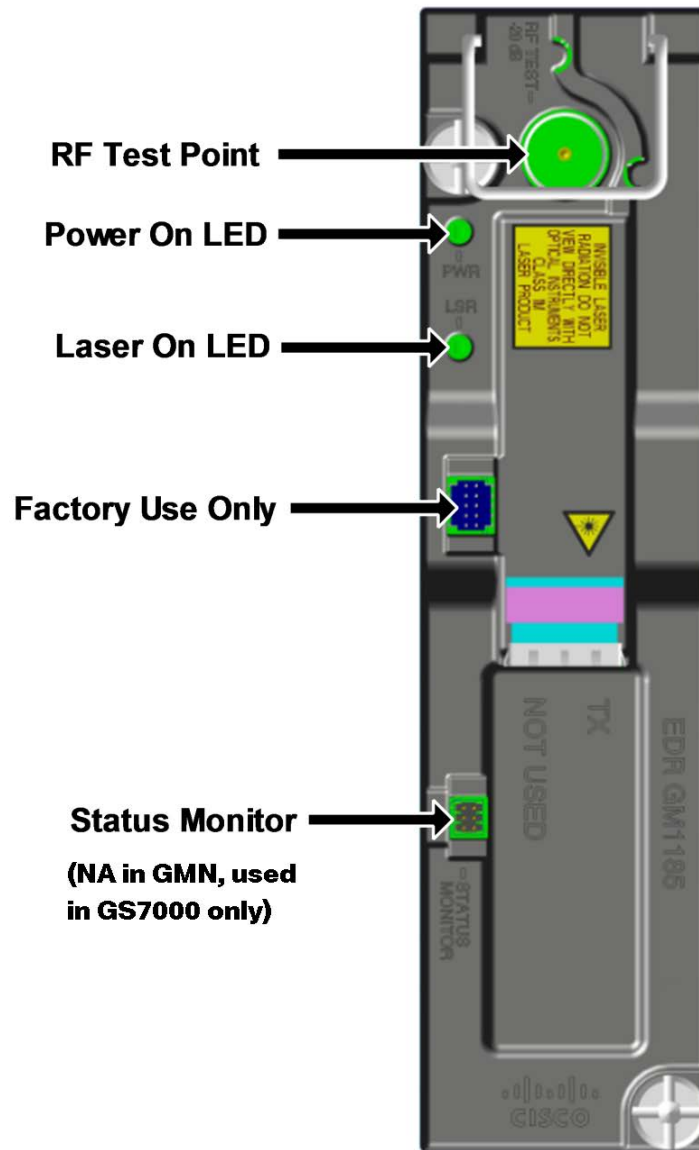 RF TEST
-20 dB
RF Test Point
Power On LED
PWR
INVISIBLE LASER
RADIATION DO NOT
VIEW DIRECTLY WITH
OPTICAL INSTRUMENTS
CLASS 1M
LASER PRODUCT
LSR
Laser On LED
Factory Use Only
TX
NOT USED
EDR GM1185
Status Monitor
(NA in GMN, used
in GS7000 only)
STATUS
MONITOR
CISCO